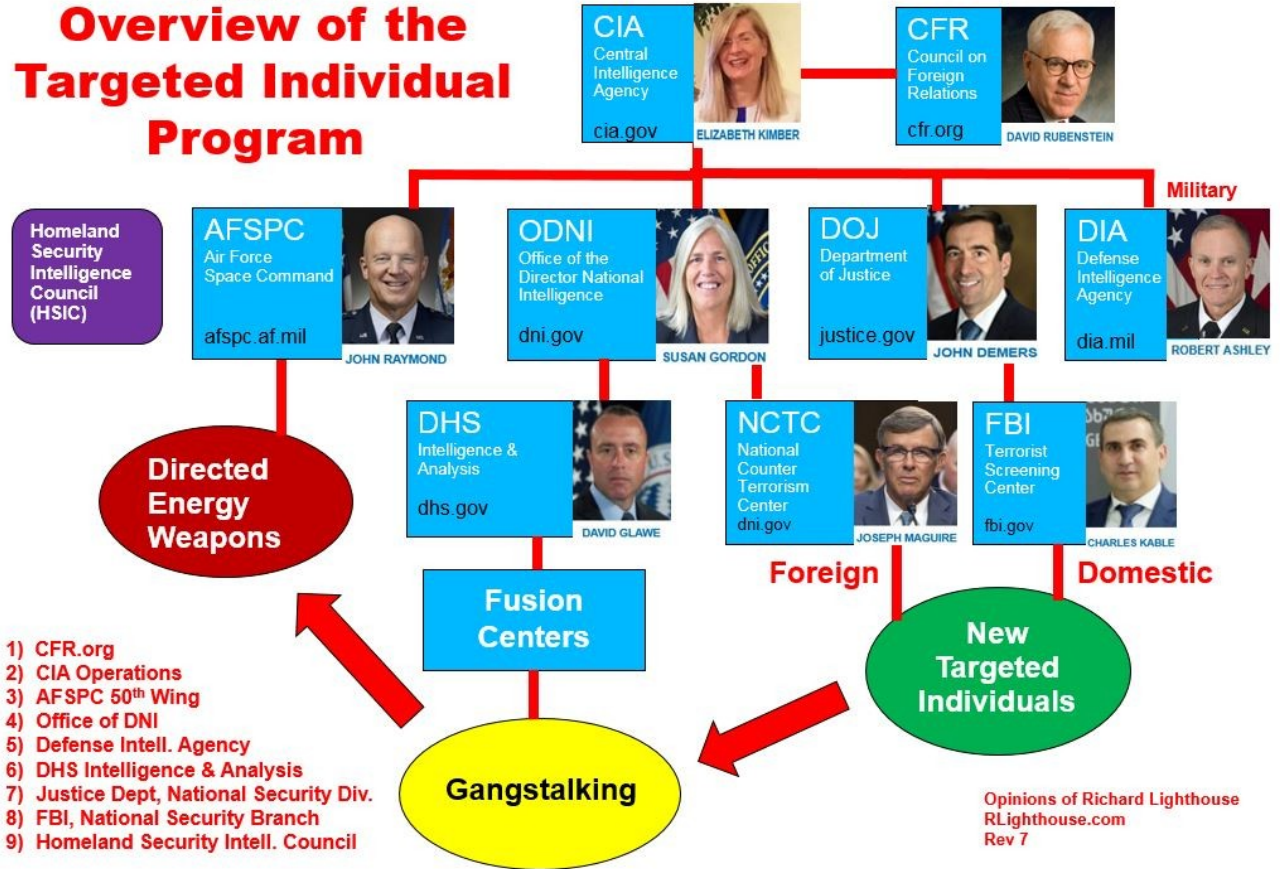 Overview of the
Targeted Individual
Program
CIA
Central
Intelligence
Agency
cia.gov
ELIZABETH KIMBER
CFR
Council on
Foreign
Relations
cfr.org
DAVID RUBENSTEIN
Military
Homeland
Security
Intelligence
Council
(HSIC)
AFSPC
Air Force
Space Command
afspc.af.mil
JOHN RAYMOND
ODNI
Office of the
Director National
Intelligence
dni.gov
SUSAN GORDON
DOJ
Department
of Justice
justice.gov
JOHN DEMERS
DIA
Defense
Intelligence
Agency
dia.mil
ROBERT ASHLEY
DHS
Intelligence &
Analysis
dhs.gov
DAVID GLAWE
NCTC
National
Counter
Terrorism
Center
dni.gov
JOSEPH MAGUIRE
FBI
Terrorist
Screening
Center
fbi.gov
CHARLES KABLE
Directed
Energy
Weapons
Fusion
Centers
Foreign
Domestic
New
Targeted
Individuals
Gangstalking
1) CFR.org
2) CIA Operations
3) AFSPC 50th Wing
4) Office of DNI
5) Defense Intell. Agency
6) DHS Intelligence & Analysis
7) Justice Dept, National Security Div.
8) FBI, National Security Branch
9) Homeland Security Intell. Council
Opinions of Richard Lighthouse
RLighthouse.com
Rev 7